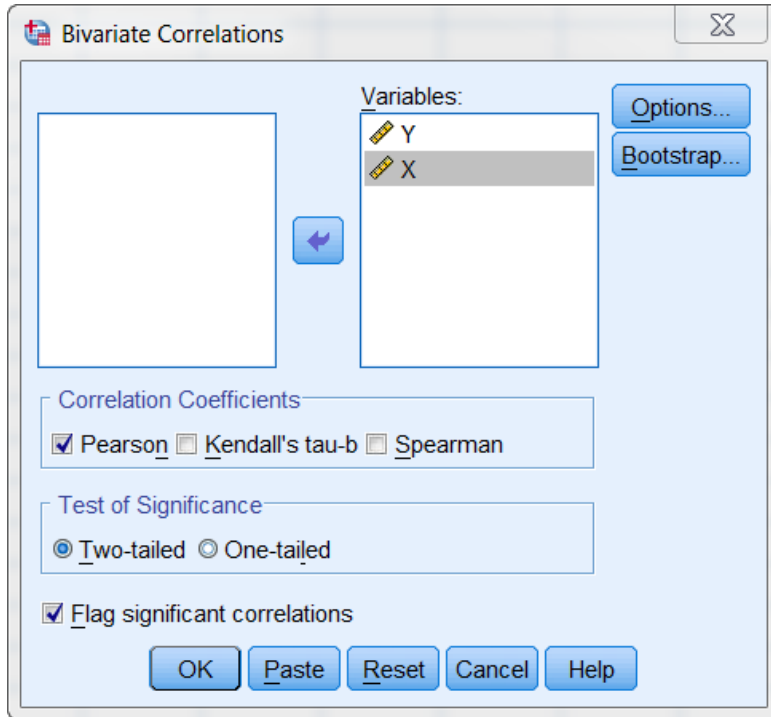 Bivariate Correlations
Variables:
Y
X
Options...
Bootstrap...
Correlation Coefficients
Pearson Kendall's tau-b Spearman
Test of Significance
Two-tailed One-tailed
Flag significant correlations
OK Paste Reset Cancel Help